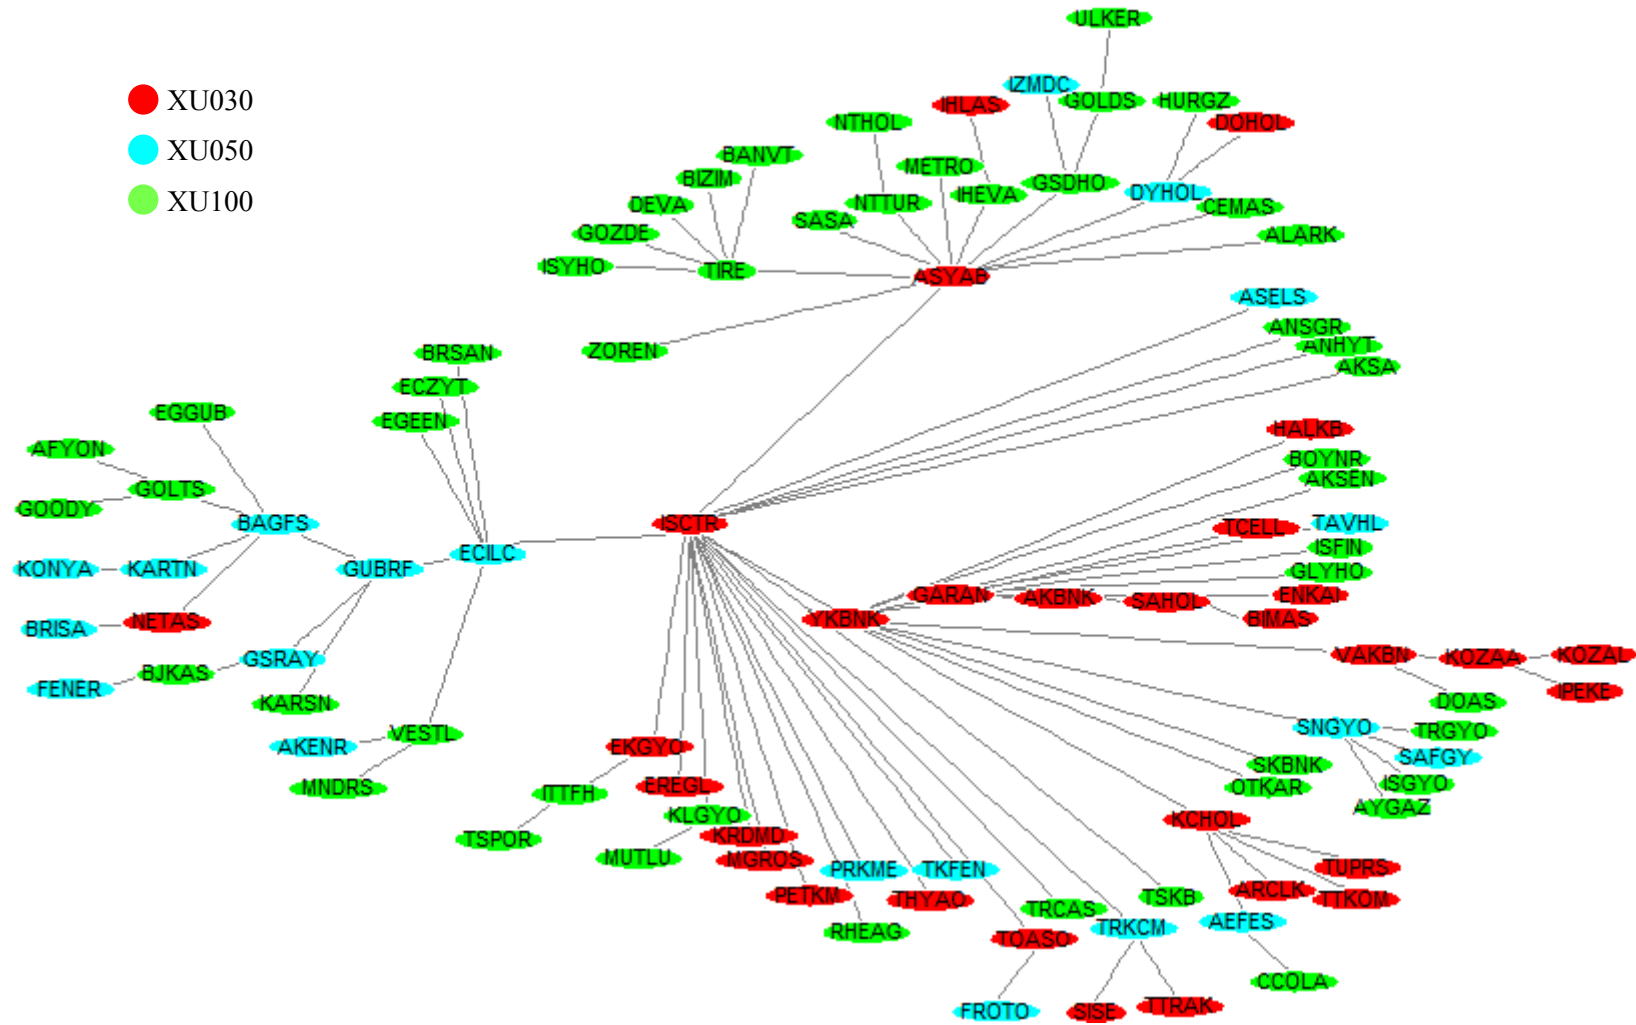 ULKER
IZMDC
GOLDS
HURGZ
XU030
IHLAS
NTHOL
DOHOL
XU050
BANVT
METRO
BIZIM
GSDHO
DYHOL
IHEVA
XU100
DEVA
NTTUR
CEMAS
SASA
GOZDE
ALARK
ISYHO
TIRE
ASYAB
ASELS
ANSGR
ANHYT
BRSAN
ZOREN
AKSA
ECZYT
EGGUB
EGEEN
HALKB
AFYON
BOYNR
AKSEN
GOLTS
GOODY
BAGFS
ISCTR
TCELL
TAVHL
ECILC
ISFIN
KONYA
KARTN
GUBRF
GLYHO
GARAN
AKBNK
SAHOL
ENKAI
YKBNK
BIMAS
BRISA
NETAS
GSRAY
VAKBN
KOZAA
KOZAL
FENER
BJKAS
IPEKE
KARSN
DOAS
SNGYO
TRGYO
VESTL
AKENR
EKGYO
SAFGY
SKBNK
MNDRS
EREGL
ISGYO
OTKAR
ITTFH
AYGAZ
KLGYO
KCHOL
TSPOR
KRDMD
MUTLU
MGROS
PRKME
TKFEN
TUPRS
PETKM
THYAO
TSKB
ARCLK
TTKOM
TRCAS
RHEAG
TRKCM
AEFES
TOASO
CCOLA
FROTO
SISE
TTRAK